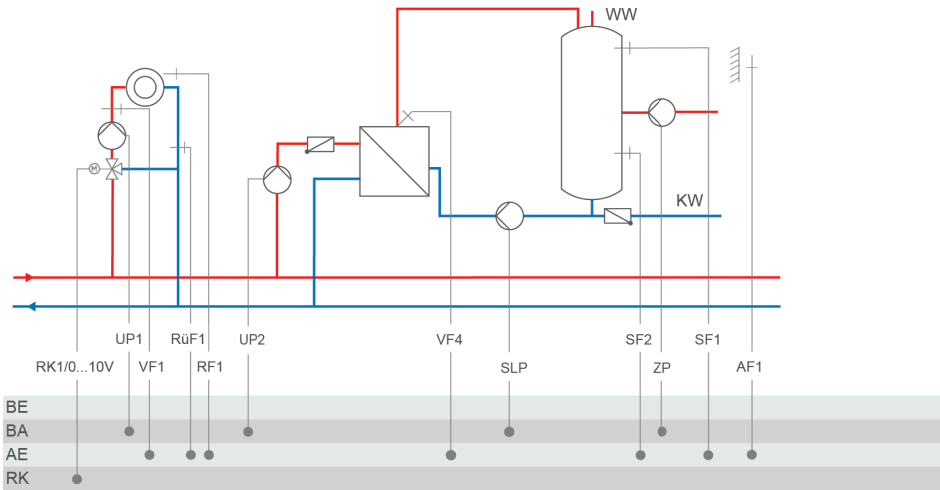 WW
M
KW
UP1 RüF1 UP2 VF4 SF2 SF1
RK1/0...10V VF1 RF1 SLP ZP AF1
BE
BA
AE
RK